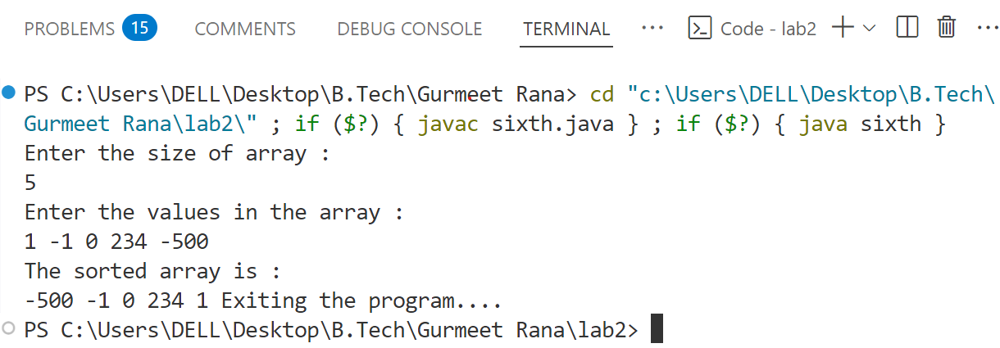 PROBLEMS 15 COMMENTS DEBUG CONSOLE TERMINAL ··· Code - lab2 ···
PS C:\Users\DELL\Desktop\B.Tech\Gurmeet Rana> cd "c:\Users\DELL\Desktop\B.Tech\
Gurmeet Rana\lab2\" ; if ($?) { javac sixth.java } ; if ($?) { java sixth }
Enter the size of array :
5
Enter the values in the array :
1 -1 0 234 -500
The sorted array is :
-500 -1 0 234 1 Exiting the program....
PS C:\Users\DELL\Desktop\B.Tech\Gurmeet Rana\lab2>